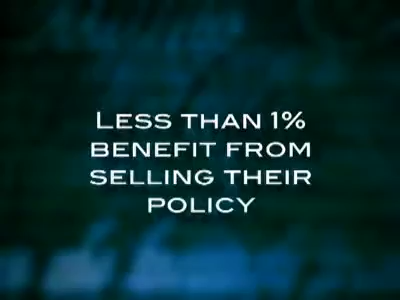 Less than 1%
benefit from
selling their
policy